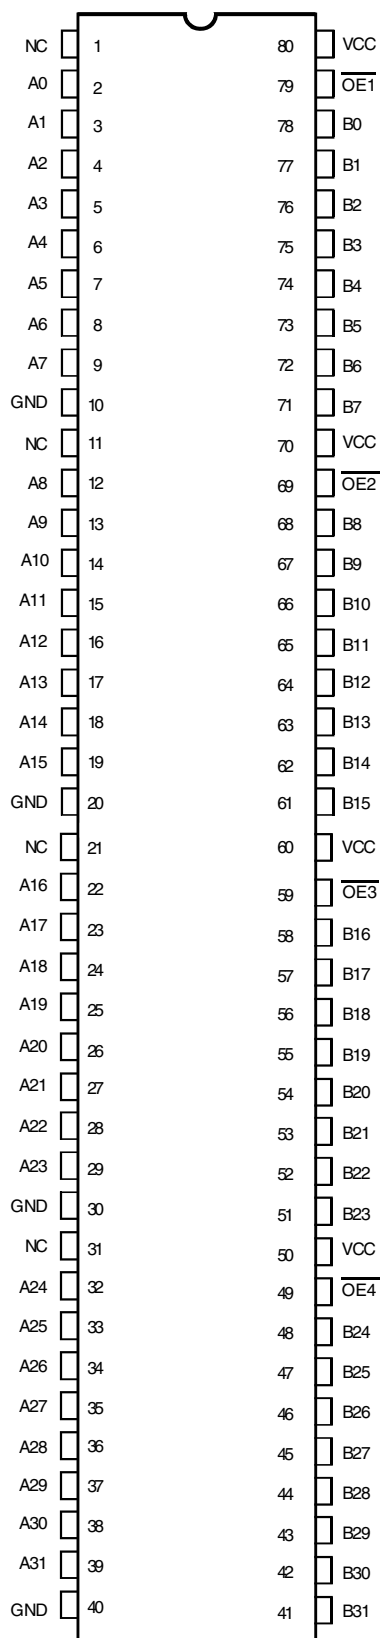 NC 1 80 VCC
A0 2 79 OE1
A1 3 78 B0
A2 4 77 B1
A3 5 76 B2
A4 6 75 B3
A5 7 74 B4
A6 8 73 B5
A7 9 72 B6
GND 10 71 B7
NC 11 70 VCC
A8 12 69 OE2
A9 13 68 B8
A10 14 67 B9
A11 15 66 B10
A12 16 65 B11
A13 17 64 B12
A14 18 63 B13
A15 19 62 B14
GND 20 61 B15
NC 21 60 VCC
A16 22 59 OE3
A17 23 58 B16
A18 24 57 B17
A19 25 56 B18
A20 26 55 B19
A21 27 54 B20
A22 28 53 B21
A23 29 52 B22
GND 30 51 B23
NC 31 50 VCC
A24 32 49 OE4
A25 33 48 B24
A26 34 47 B25
A27 35 46 B26
A28 36 45 B27
A29 37 44 B28
A30 38 43 B29
A31 39 42 B30
GND 40 41 B31